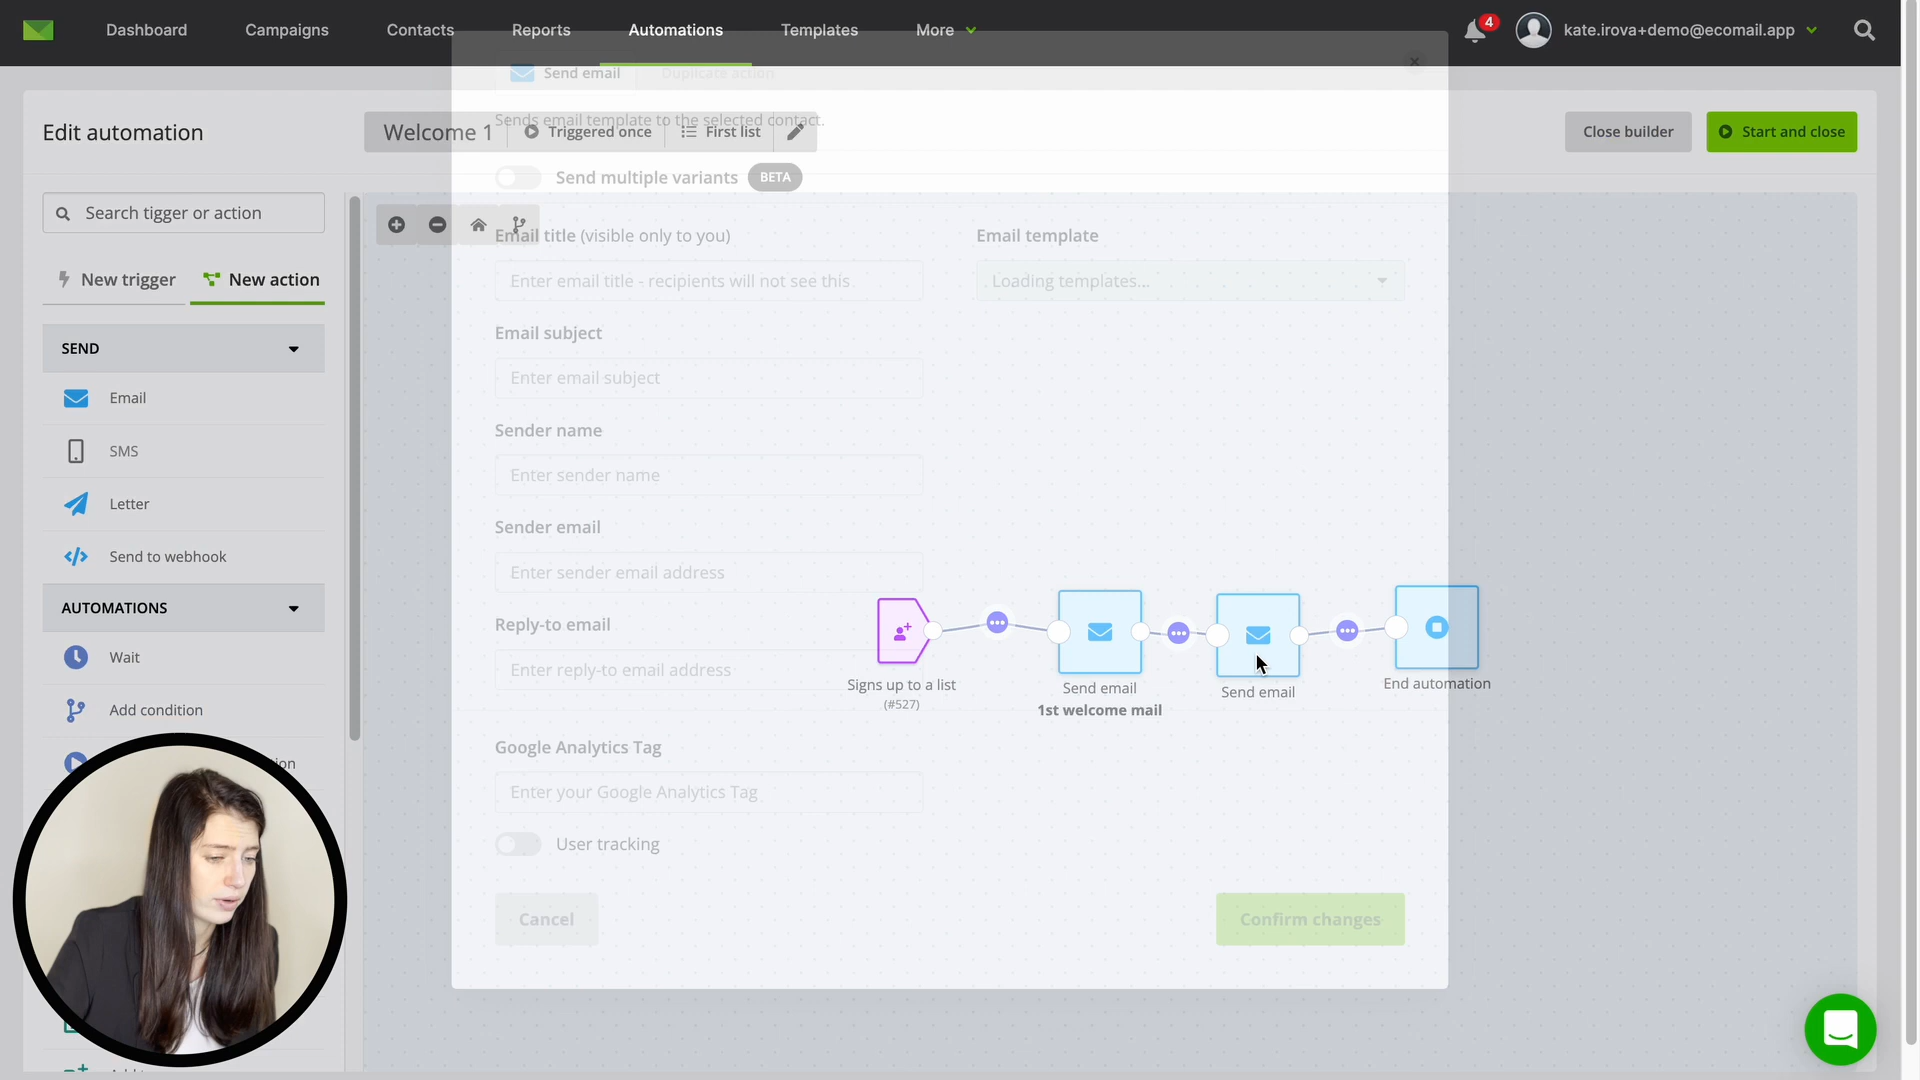 Dashboard
Campaigns
Contacts
Reports
Automations
Templates
More
4
kate.irova+demo@ecomail.app
Send email
Duplicate action
Sends email template to the selected contact.
Edit automation
Welcome 1
Triggered once
First list
Close builder
Start and close
Send multiple variants
BETA
Search tigger or action
Email title (visible only to you)
Email template
New trigger
New action
Enter email title - recipients will not see this
Loading templates...
SEND
Email subject
Enter email subject
Email
Sender name
SMS
Enter sender name
Letter
Sender email
Send to webhook
Enter sender email address
AUTOMATIONS
Reply-to email
Wait
Enter reply-to email address
Signs up to a list
(#527)
Send email
1st welcome mail
Send email
End automation
Add condition
Google Analytics Tag
Enter your Google Analytics Tag
User tracking
Cancel
Confirm changes